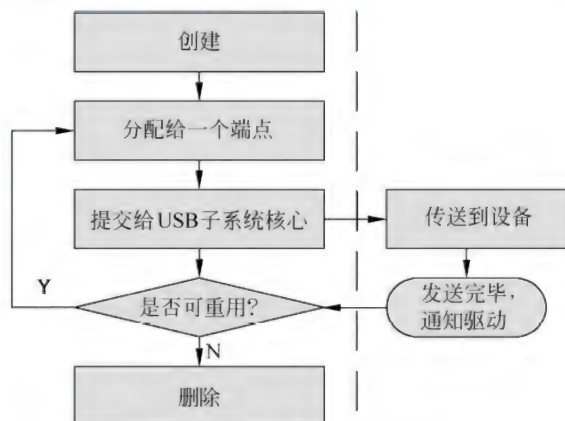 创建
分配给一个端点
提交给USB子系统核心
传送到设备
Y
是否可重用?
发送完毕，
通知驱动
N
删除